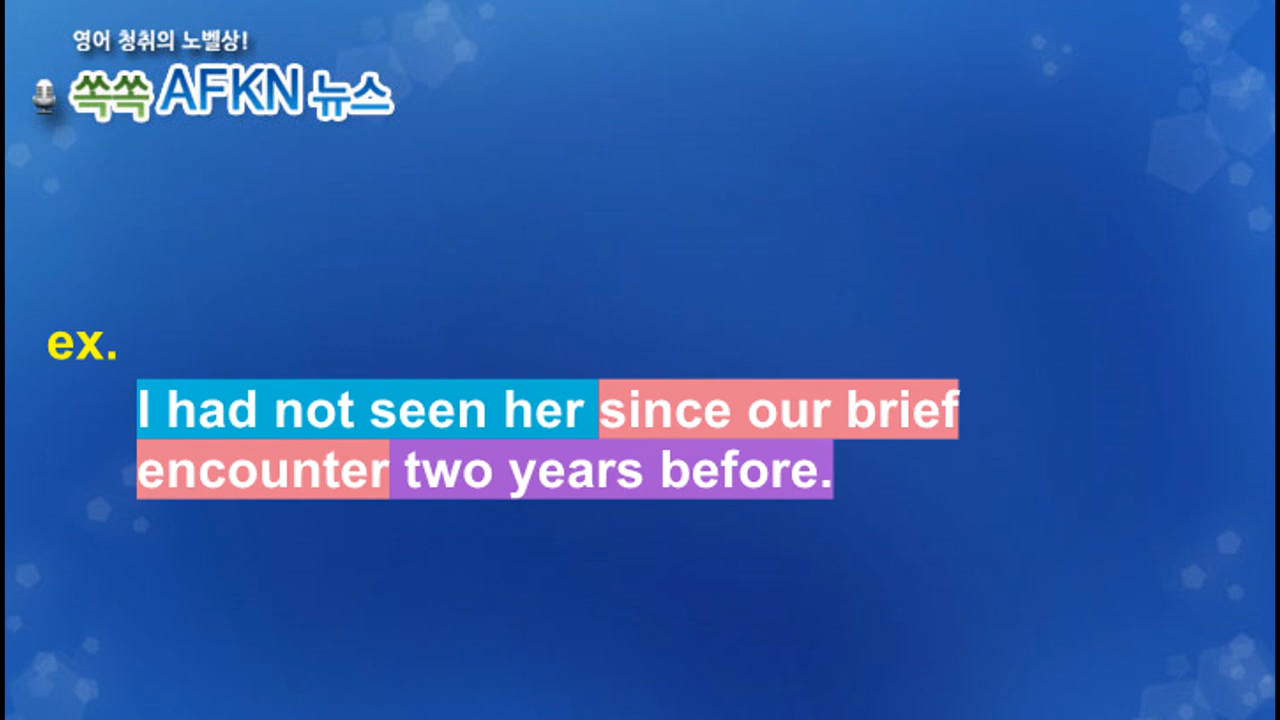 영어 청취의 노벨상!
쏙쏙 AFKN 뉴스
ex.
I had not seen her since our brief
encounter two years before.